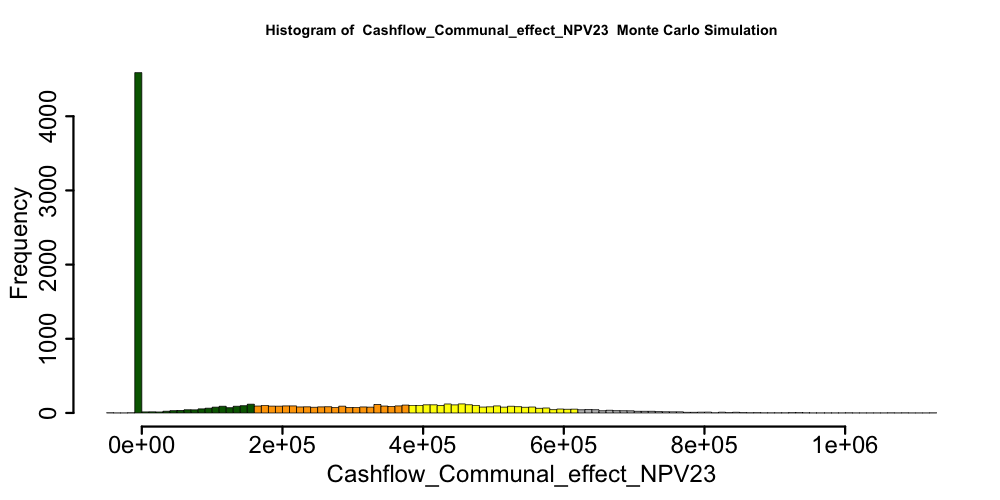 Histogram of  Cashflow_Communal_effect_NPV23  Monte Carlo Simulation
4000
3000
2000
1000
0
Frequency
0e+00 2e+05 4e+05 6e+05 8e+05 1e+06
Cashflow_Communal_effect_NPV23